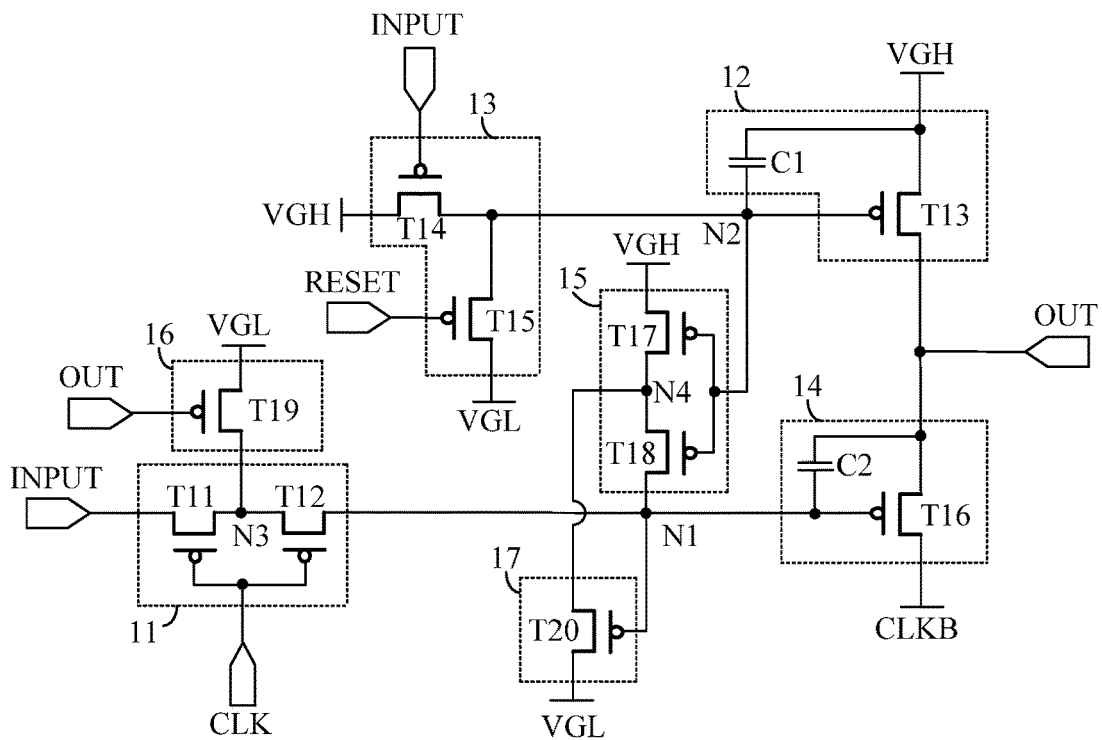 INPUT
VGH
12
13
C1
VGH
T14
T13
N2
VGH
RESET
15
T15
T17
OUT
VGL
16
OUT
T19
N4
14
VGL
T18
C2
INPUT
T11
T12
N3
N1
T16
17
11
T20
CLKB
CLK
VGL